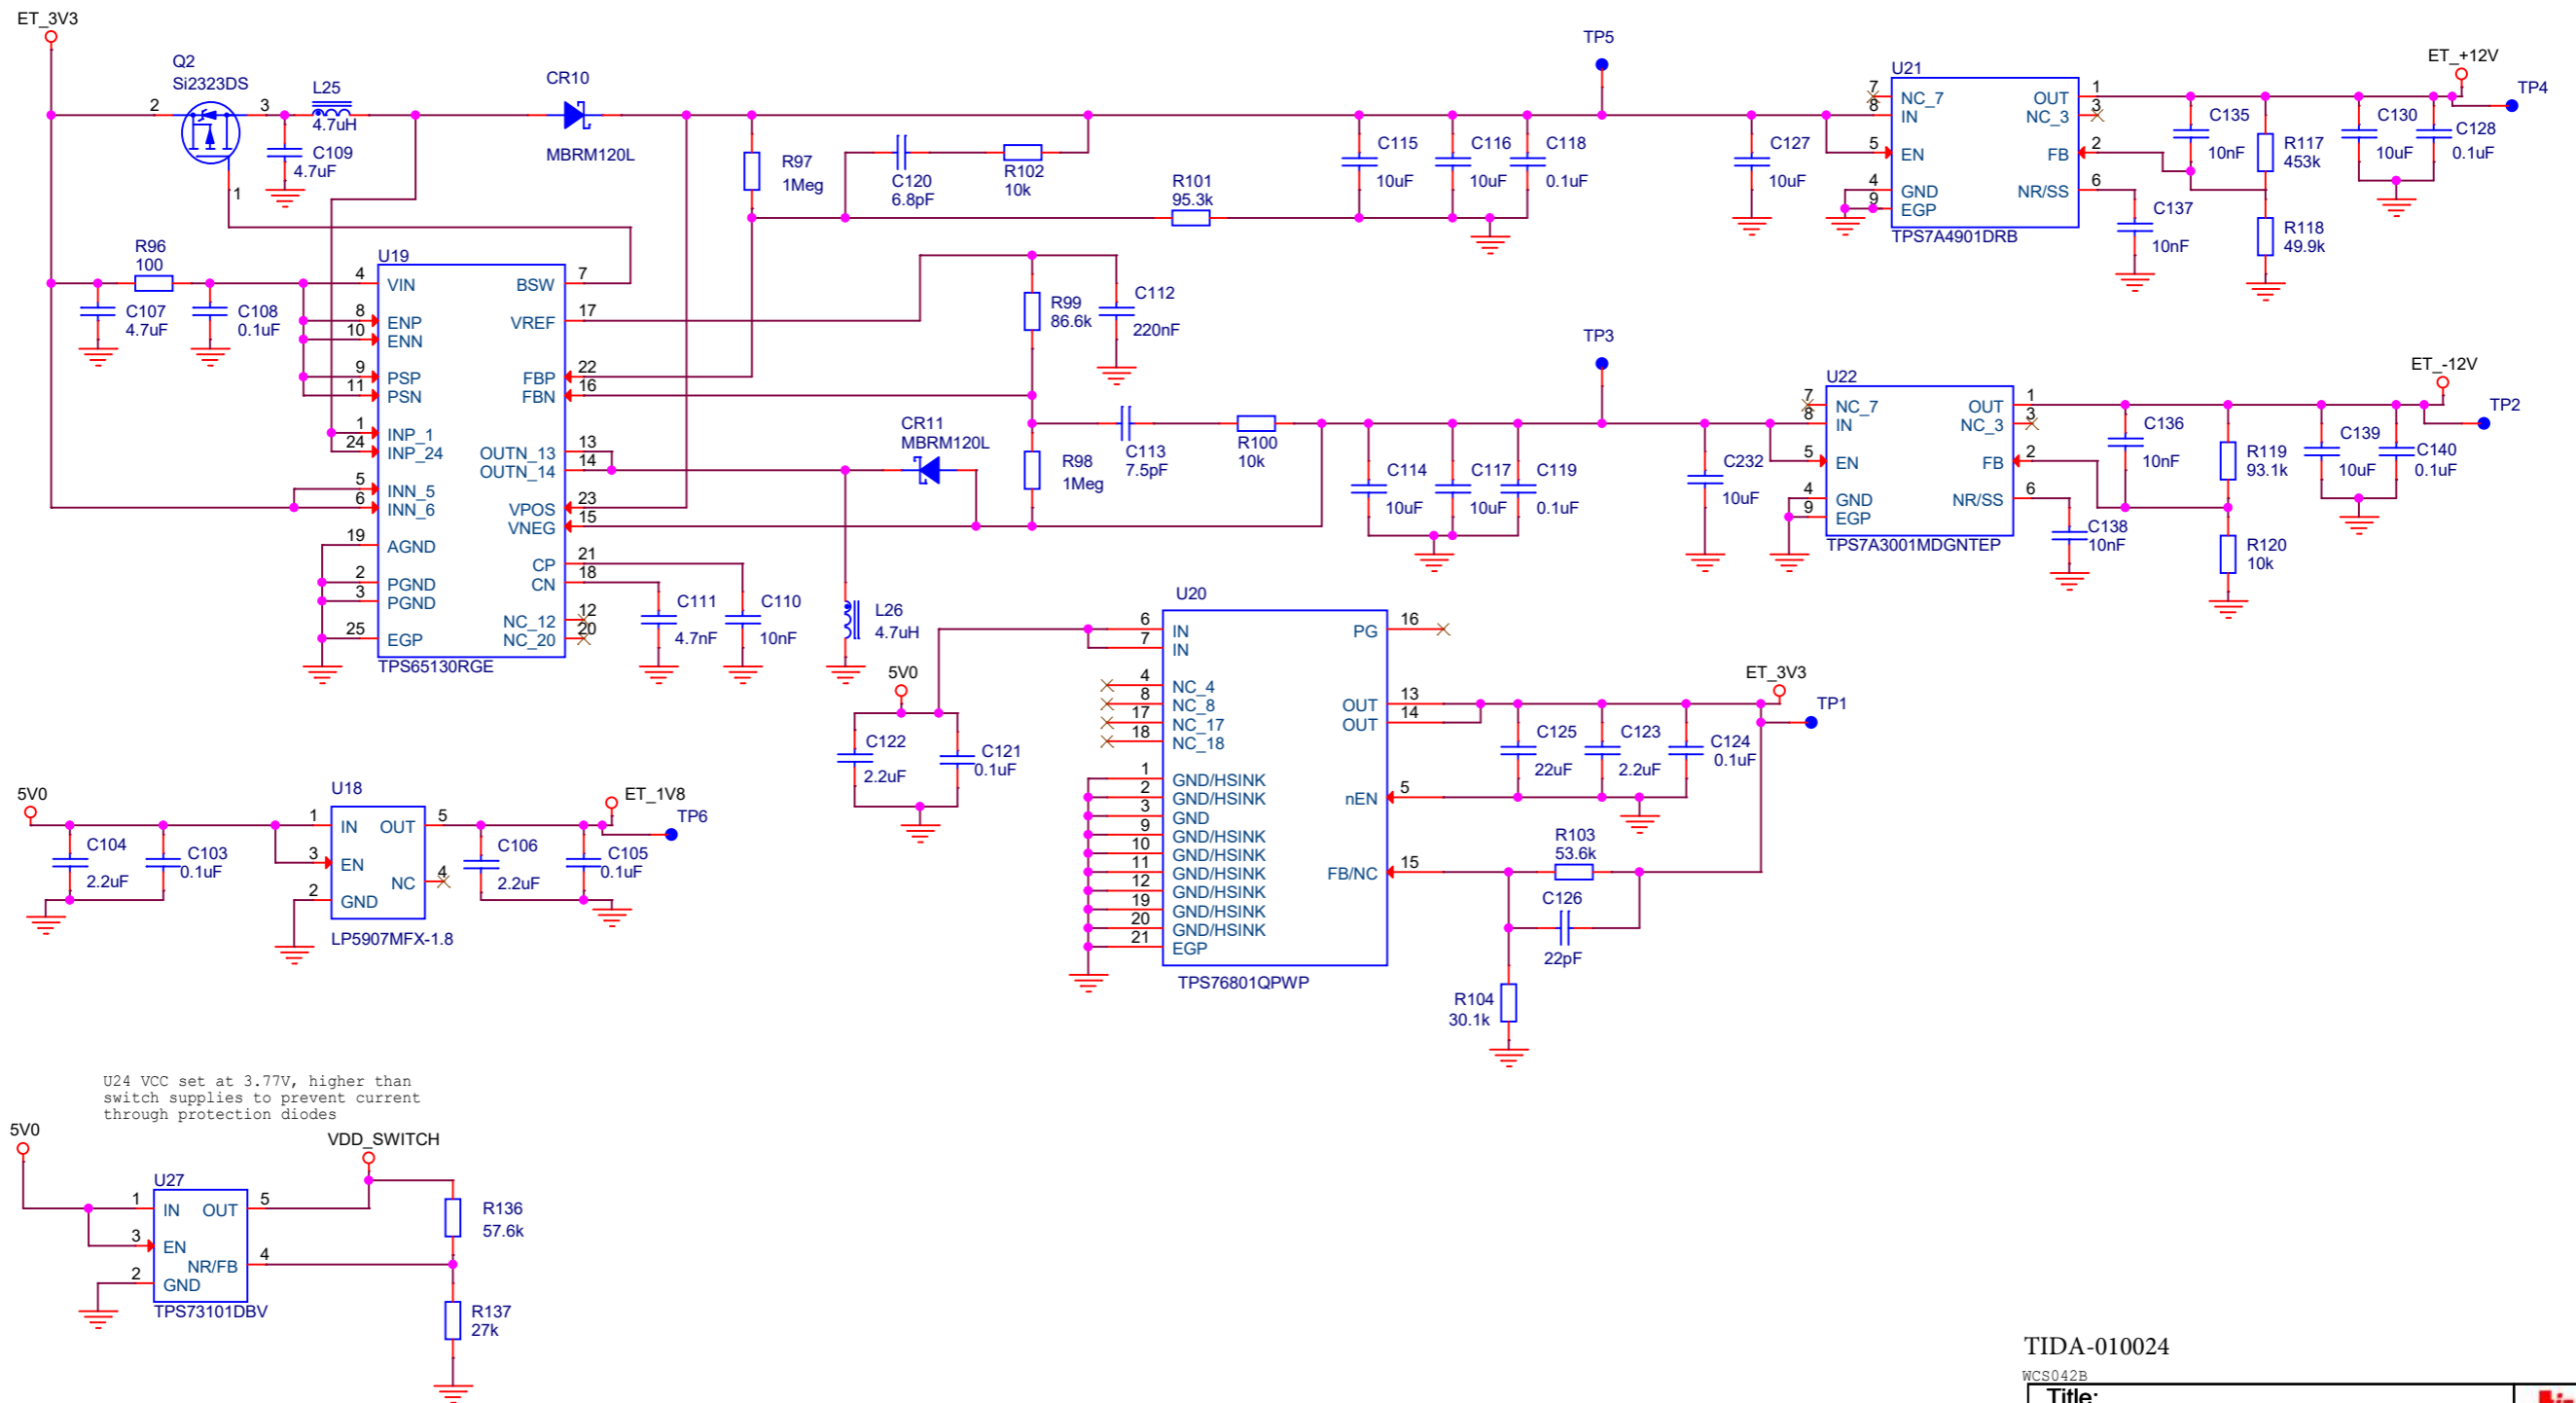 ET_3V3
Q2
Si2323DS
2
3
1
L25
4.7uH
C109
4.7uF
CR10
MBRM120L
R97
1Meg
C120
6.8pF
R102
10k
R101
95.3k
C115
10uF
C116
10uF
C118
0.1uF
TP5
C127
10uF
U21
7
NC_7
8
IN
5
EN
4
GND
9
EGP
OUT
1
NC_3
3
FB
2
NR/SS
6
TPS7A4901DRB
C135
10nF
R117
453k
C130
10uF
C128
0.1uF
ET_+12V
TP4
C137
10nF
R118
49.9k
R96
100
C107
4.7uF
C108
0.1uF
U19
4
VIN
8
ENP
10
ENN
9
PSP
11
PSN
1
INP_1
24
INP_24
5
INN_5
6
INN_6
19
AGND
2
PGND
3
PGND
25
EGP
BSW
7
VREF
17
FBP
22
FBN
16
OUTN_13
13
OUTN_14
14
VPOS
23
VNEG
15
CP
21
CN
18
NC_12
12
NC_20
20
TPS65130RGE
R99
86.6k
C112
220nF
CR11
MBRM120L
R98
1Meg
C113
7.5pF
R100
10k
C114
10uF
C117
10uF
C119
0.1uF
TP3
C232
10uF
C111
4.7nF
C110
10nF
L26
4.7uH
U22
7
NC_7
8
IN
5
EN
4
GND
9
EGP
OUT
1
NC_3
3
FB
2
NR/SS
6
TPS7A3001MDGNTEP
C136
10nF
R119
93.1k
C139
10uF
C140
0.1uF
ET_-12V
TP2
C138
10nF
R120
10k
5V0
C122
2.2uF
C121
0.1uF
U20
6
IN
7
IN
4
NC_4
8
NC_8
17
NC_17
18
NC_18
1
GND/HSINK
2
GND/HSINK
3
GND
9
GND/HSINK
10
GND/HSINK
11
GND/HSINK
12
GND/HSINK
19
GND/HSINK
20
GND/HSINK
21
EGP
PG
16
OUT
13
OUT
14
nEN
5
FB/NC
15
TPS76801QPWP
C125
22uF
C123
2.2uF
C124
0.1uF
ET_3V3
TP1
R103
53.6k
C126
22pF
R104
30.1k
5V0
C104
2.2uF
C103
0.1uF
U18
1
IN
3
EN
2
GND
OUT
5
NC
4
LP5907MFX-1.8
C106
2.2uF
C105
0.1uF
ET_1V8
TP6
U24 VCC set at 3.77V, higher than
switch supplies to prevent current
through protection diodes
5V0
VDD_SWITCH
U27
1
IN
3
EN
2
GND
OUT
5
NR/FB
4
TPS73101DBV
R136
57.6k
R137
27k
TIDA-010024
WCS042B
Title: